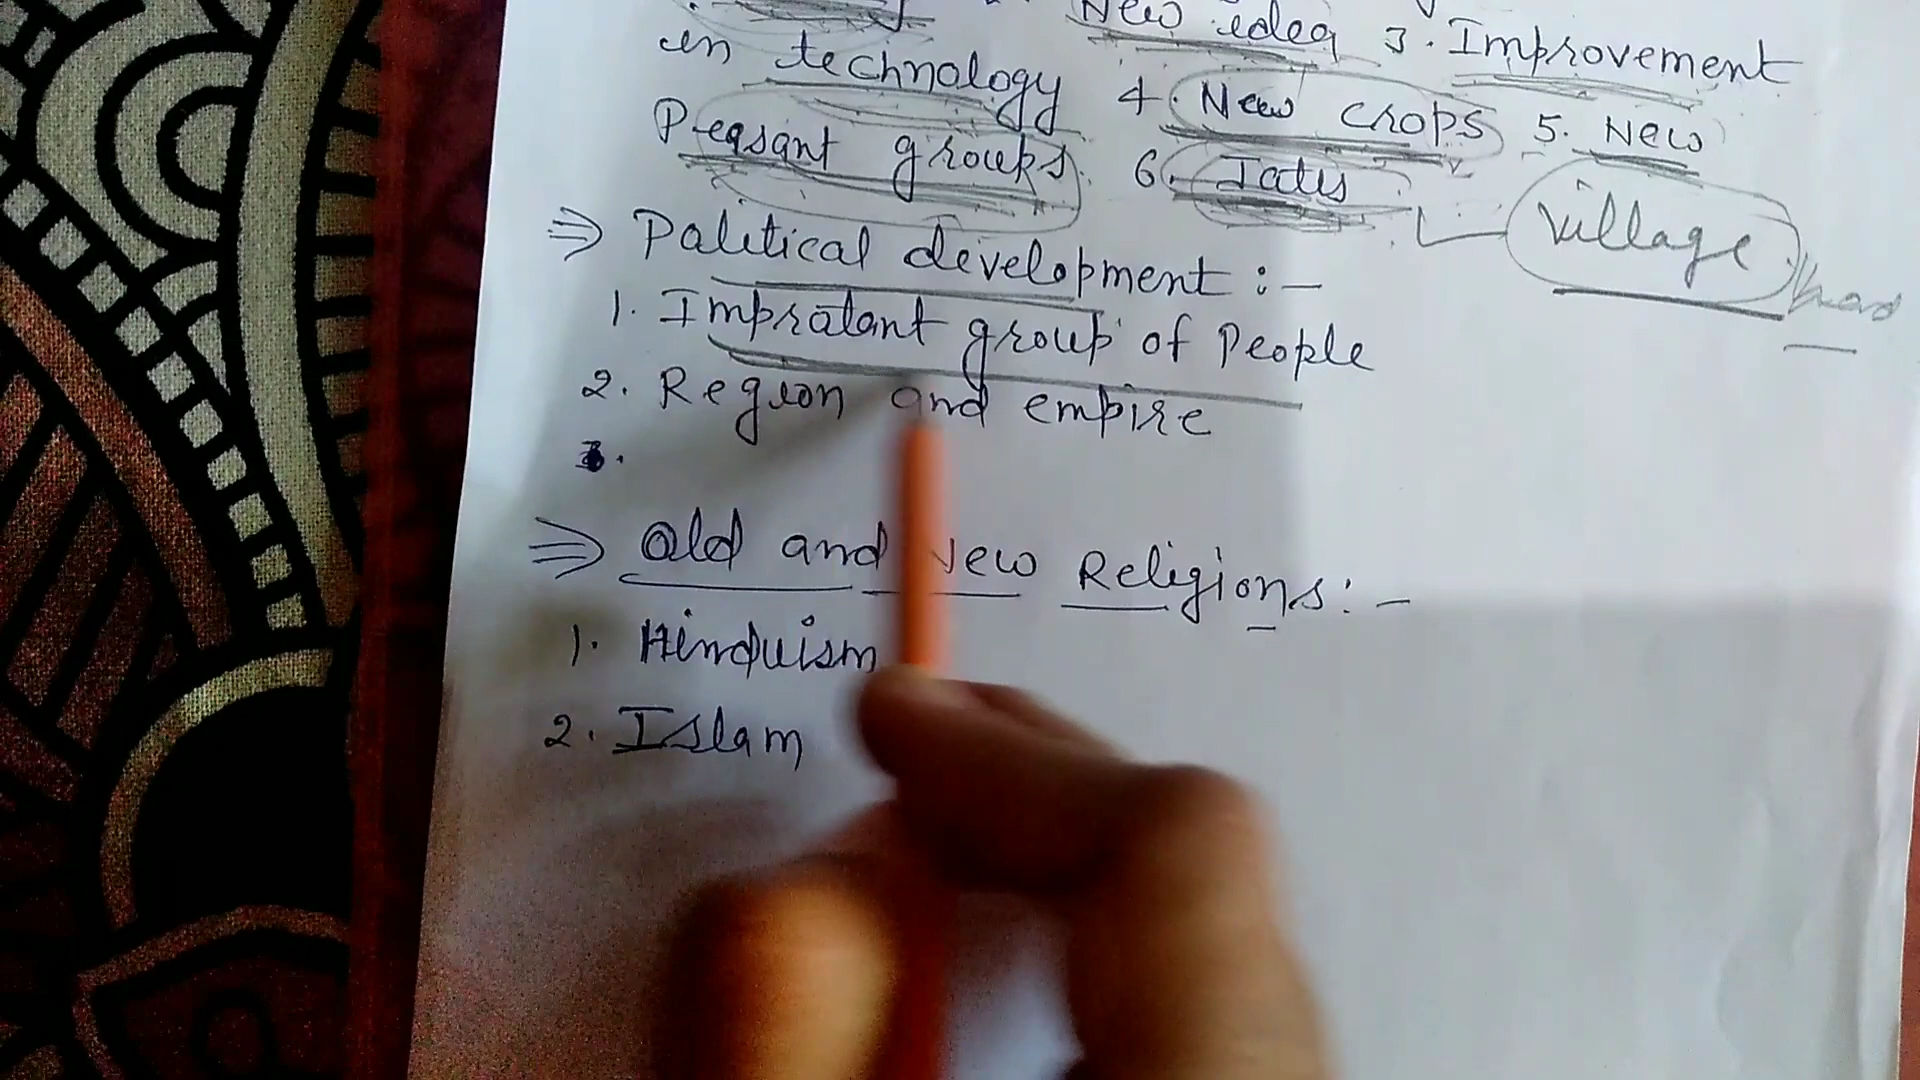 New idea 3. Improvement
in technology 4. New crops 5. New
Peasant groups. 6. Jatis village
⇒ Palitical development :-
1. Impratant group of People
2. Region and empire
3.
⇒ Old and New Religions :-
1. Hinduism
2. Islam